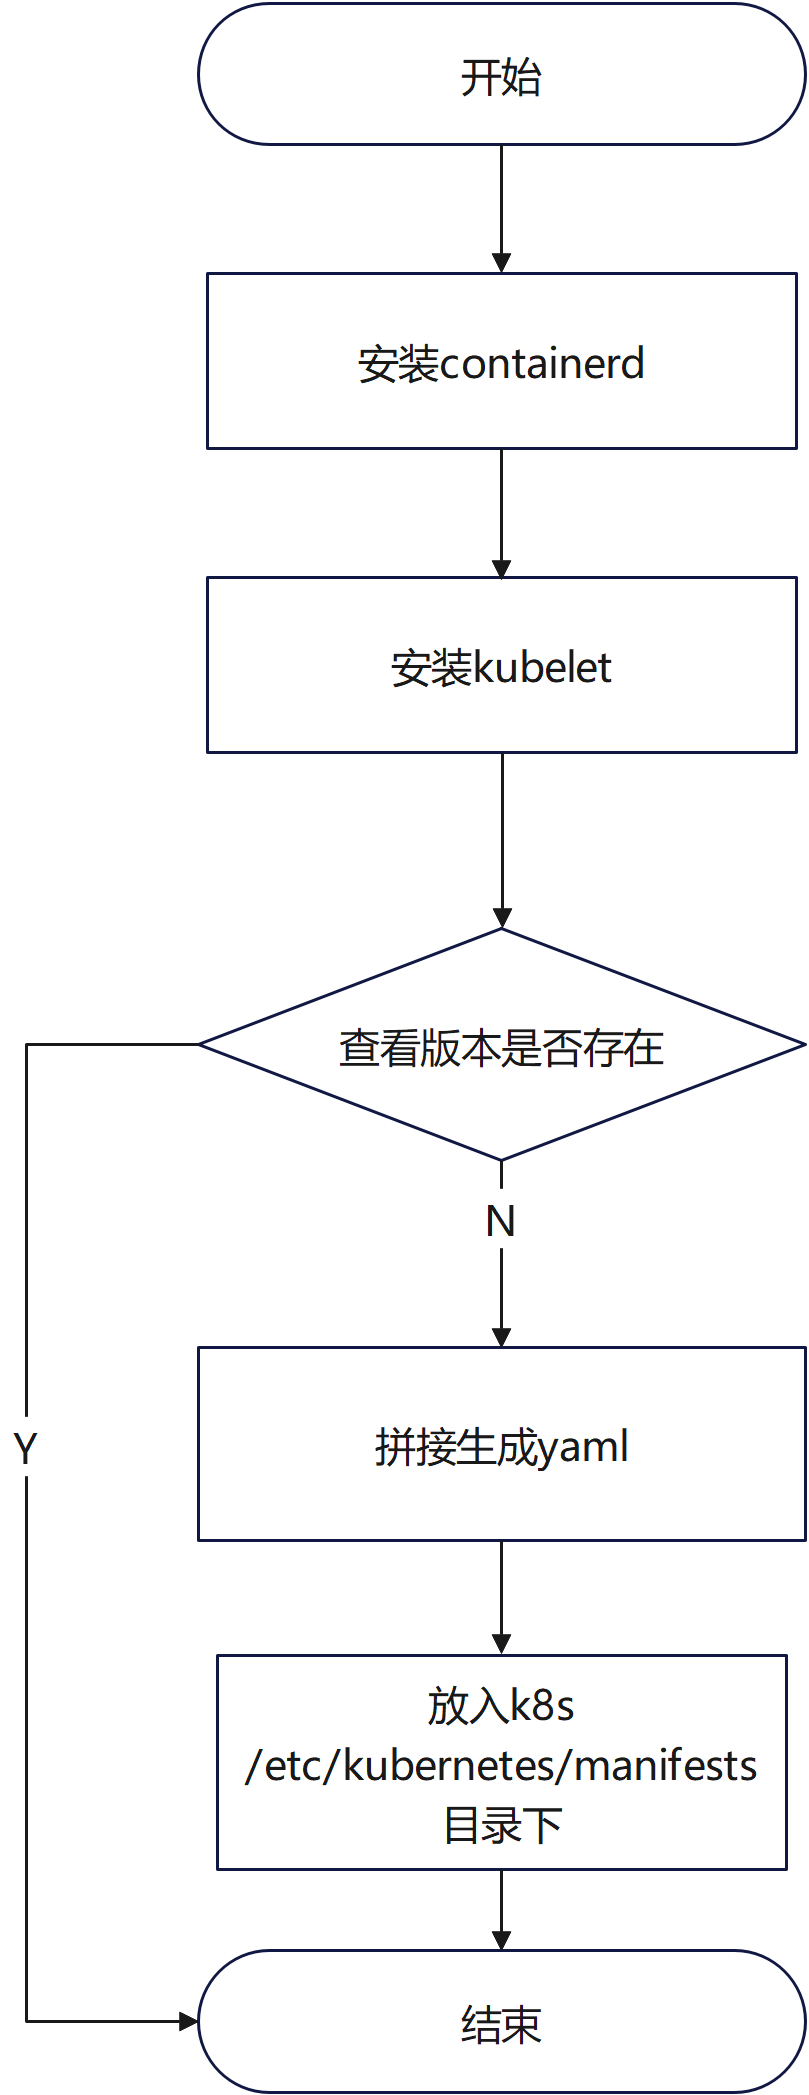 开始
安装containerd
安装kubelet
查看版本是否存在
N
Y
拼接生成yaml
放入k8s
/etc/kubernetes/manifests
目录下
结束